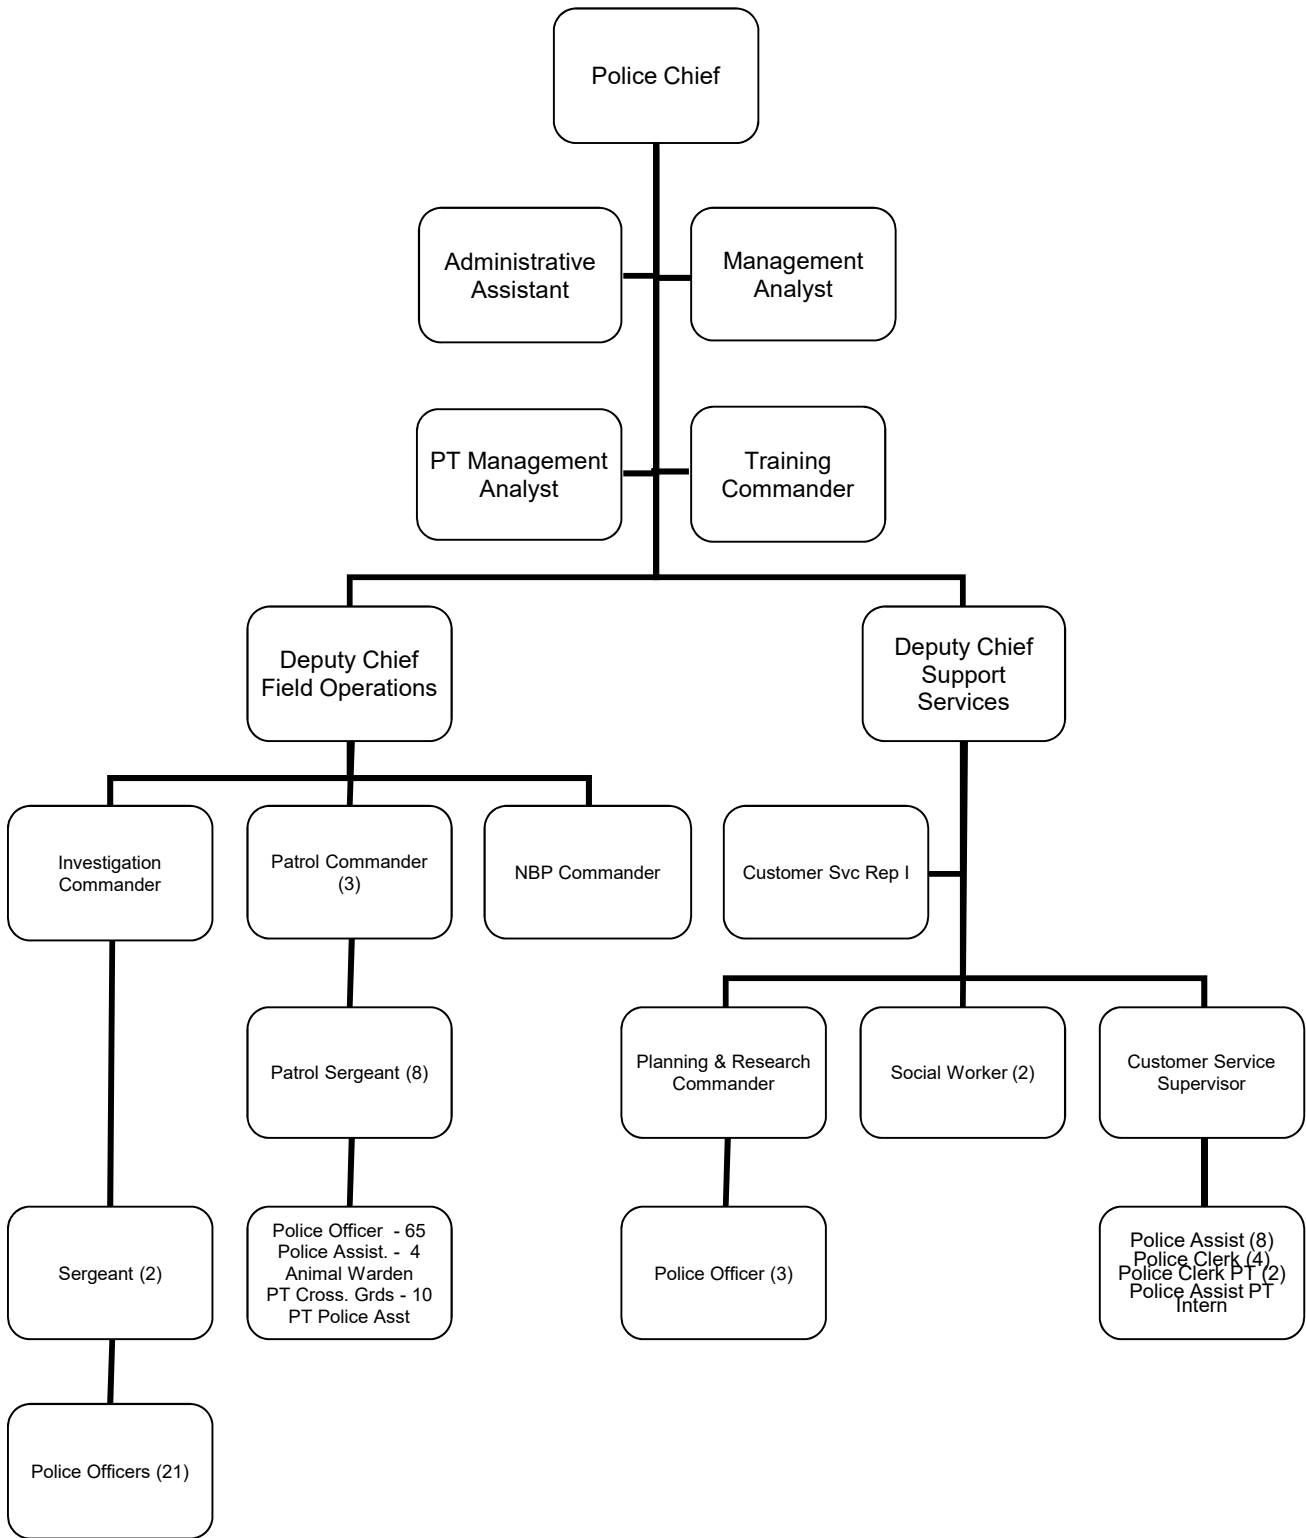 Police Chief
Administrative
Assistant
Management
Analyst
PT Management
Analyst
Training
Commander
Deputy Chief
Field Operations
Deputy Chief
Support
Services
Investigation
Commander
Patrol Commander
(3)
NBP Commander
Customer Svc Rep I
Patrol Sergeant (8)
Planning & Research
Commander
Social Worker (2)
Customer Service
Supervisor
Sergeant (2)
Police Officer - 65
Police Assist. - 4
Animal Warden
PT Cross. Grds - 10
PT Police Asst
Police Officer (3)
Police Assist (8)
Police Clerk (4)
Police Clerk PT (2)
Police Assist PT
Intern
Police Officers (21)